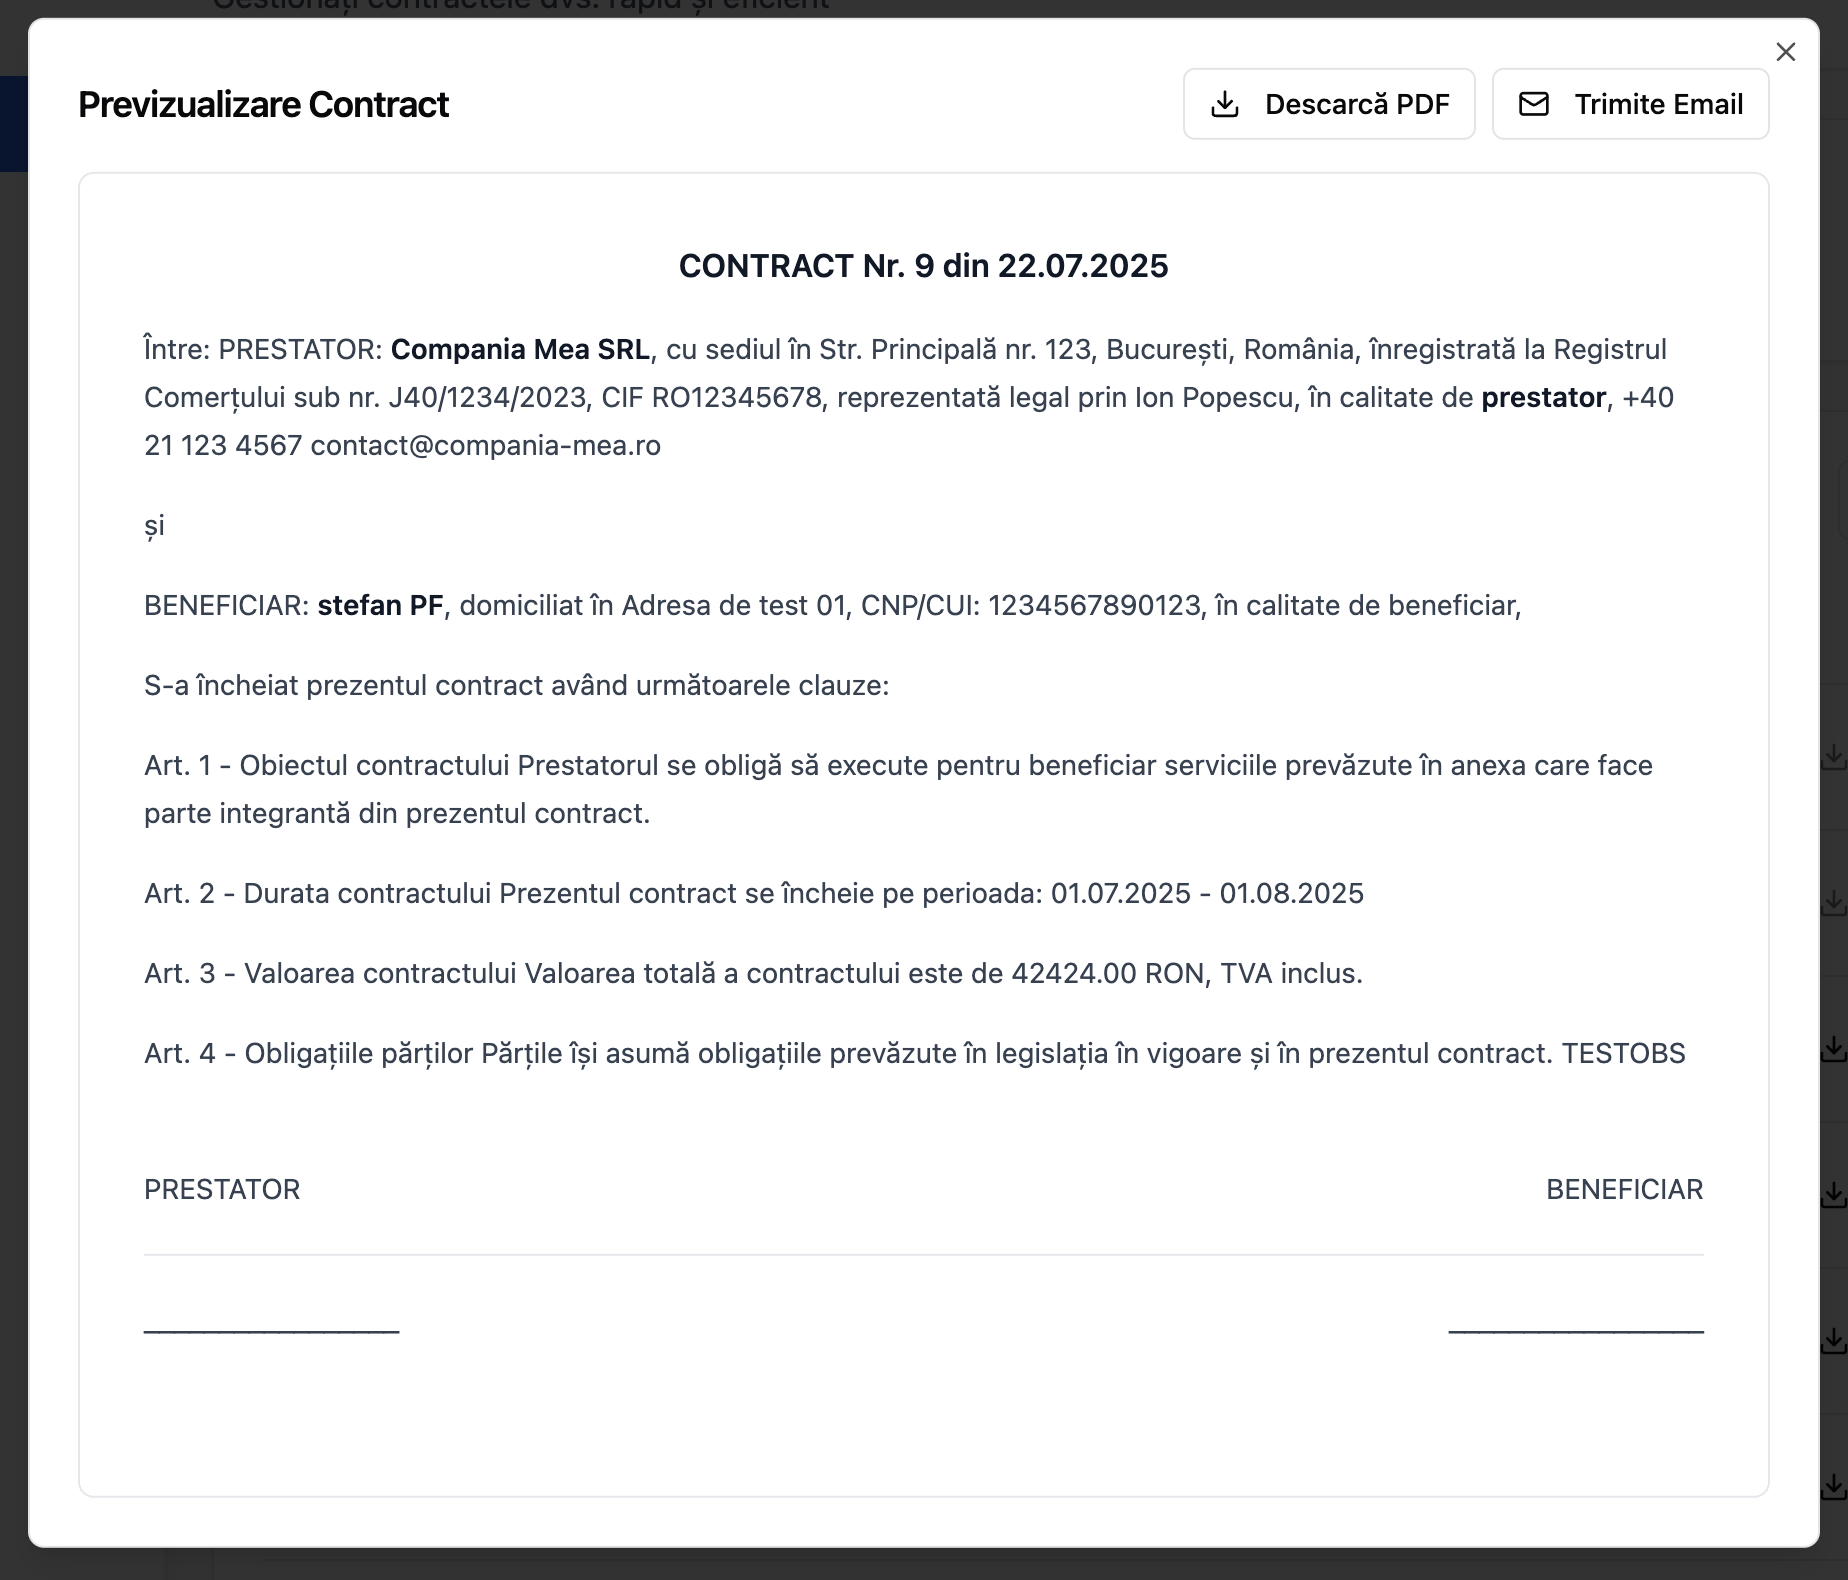 Gestionați contractele dvs. rapid și eficient
Previzualizare Contract
Descarcă PDF
Trimite Email
CONTRACT Nr. 9 din 22.07.2025
Între: PRESTATOR: Compania Mea SRL, cu sediul în Str. Principală nr. 123, București, România, înregistrată la Registrul
Comerțului sub nr. J40/1234/2023, CIF RO12345678, reprezentată legal prin Ion Popescu, în calitate de prestator, +40
21 123 4567 contact@compania-mea.ro
și
BENEFICIAR: stefan PF, domiciliat în Adresa de test 01, CNP/CUI: 1234567890123, în calitate de beneficiar,
S-a încheiat prezentul contract având următoarele clauze:
Art. 1 - Obiectul contractului Prestatorul se obligă să execute pentru beneficiar serviciile prevăzute în anexa care face
parte integrantă din prezentul contract.
Art. 2 - Durata contractului Prezentul contract se încheie pe perioada: 01.07.2025 - 01.08.2025
Art. 3 - Valoarea contractului Valoarea totală a contractului este de 42424.00 RON, TVA inclus.
Art. 4 - Obligațiile părților Părțile își asumă obligațiile prevăzute în legislația în vigoare și în prezentul contract. TESTOBS
PRESTATOR
BENEFICIAR